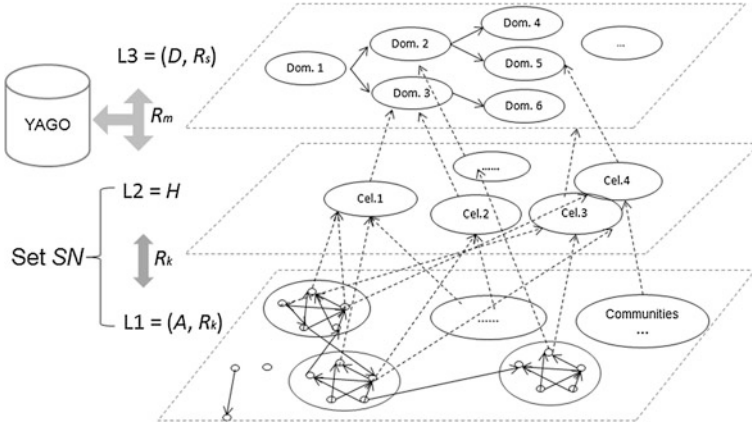 Dom. 4
L3 = (D, Rs)
Dom. 2
...
Dom. 1
Dom. 5
Dom. 3
Dom. 6
YAGO
Rm
......
Cel.4
L2 = H
Cel.1
Cel.2
Cel.3
Set SN
Rk
L1 = (A, Rk)
......
Communities
...